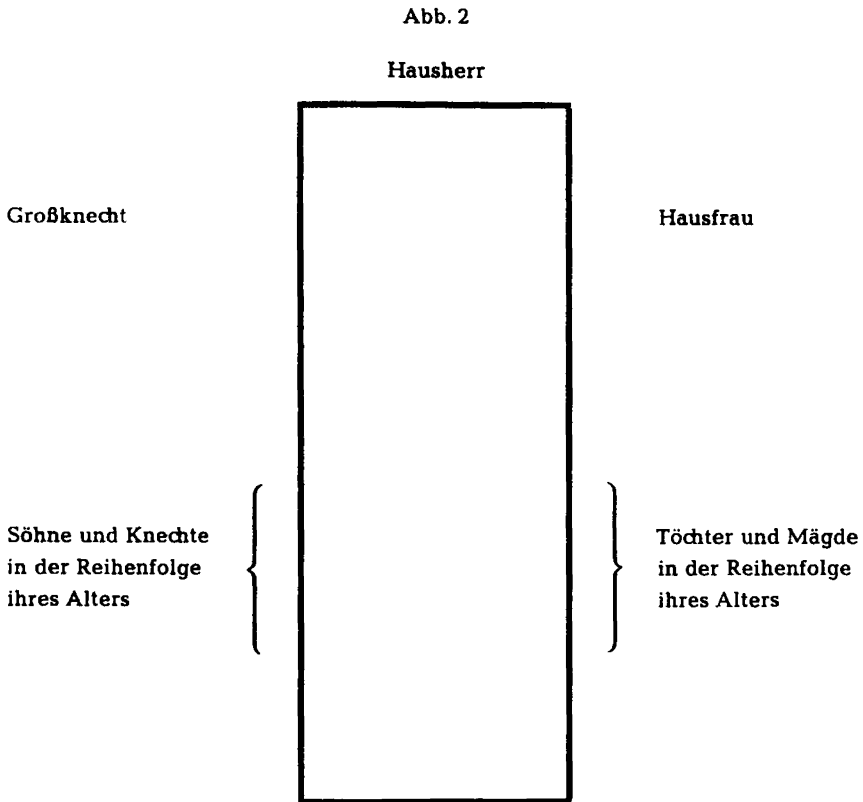 Abb. 2
Hausherr
Großknecht
Hausfrau
Söhne und Knechte
in der Reihenfolge
ihres Alters
Töchter und Mägde
in der Reihenfolge
ihres Alters